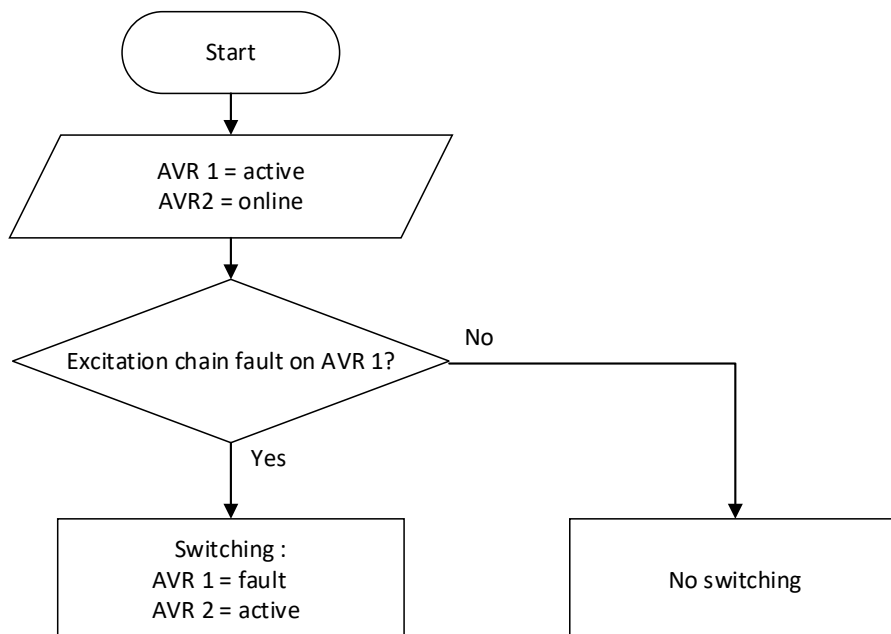 Start
AVR 1 = active
AVR2 = online
Excitation chain fault on AVR 1?
No
Yes
Switching :
AVR 1 = fault
AVR 2 = active
No switching